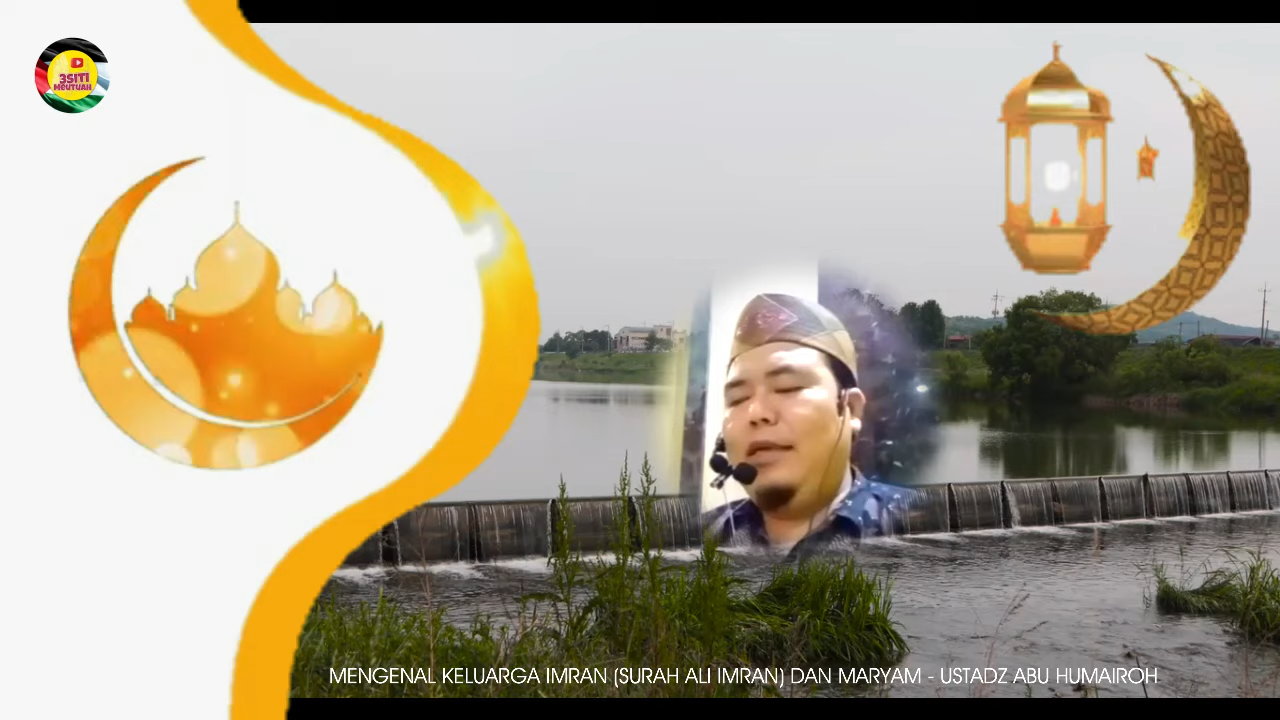 3SITI
MEUTUAH
MENGENAL KELUARGA IMRAN (SURAH ALI IMRAN) DAN MARYAM - USTADZ ABU HUMAIROH